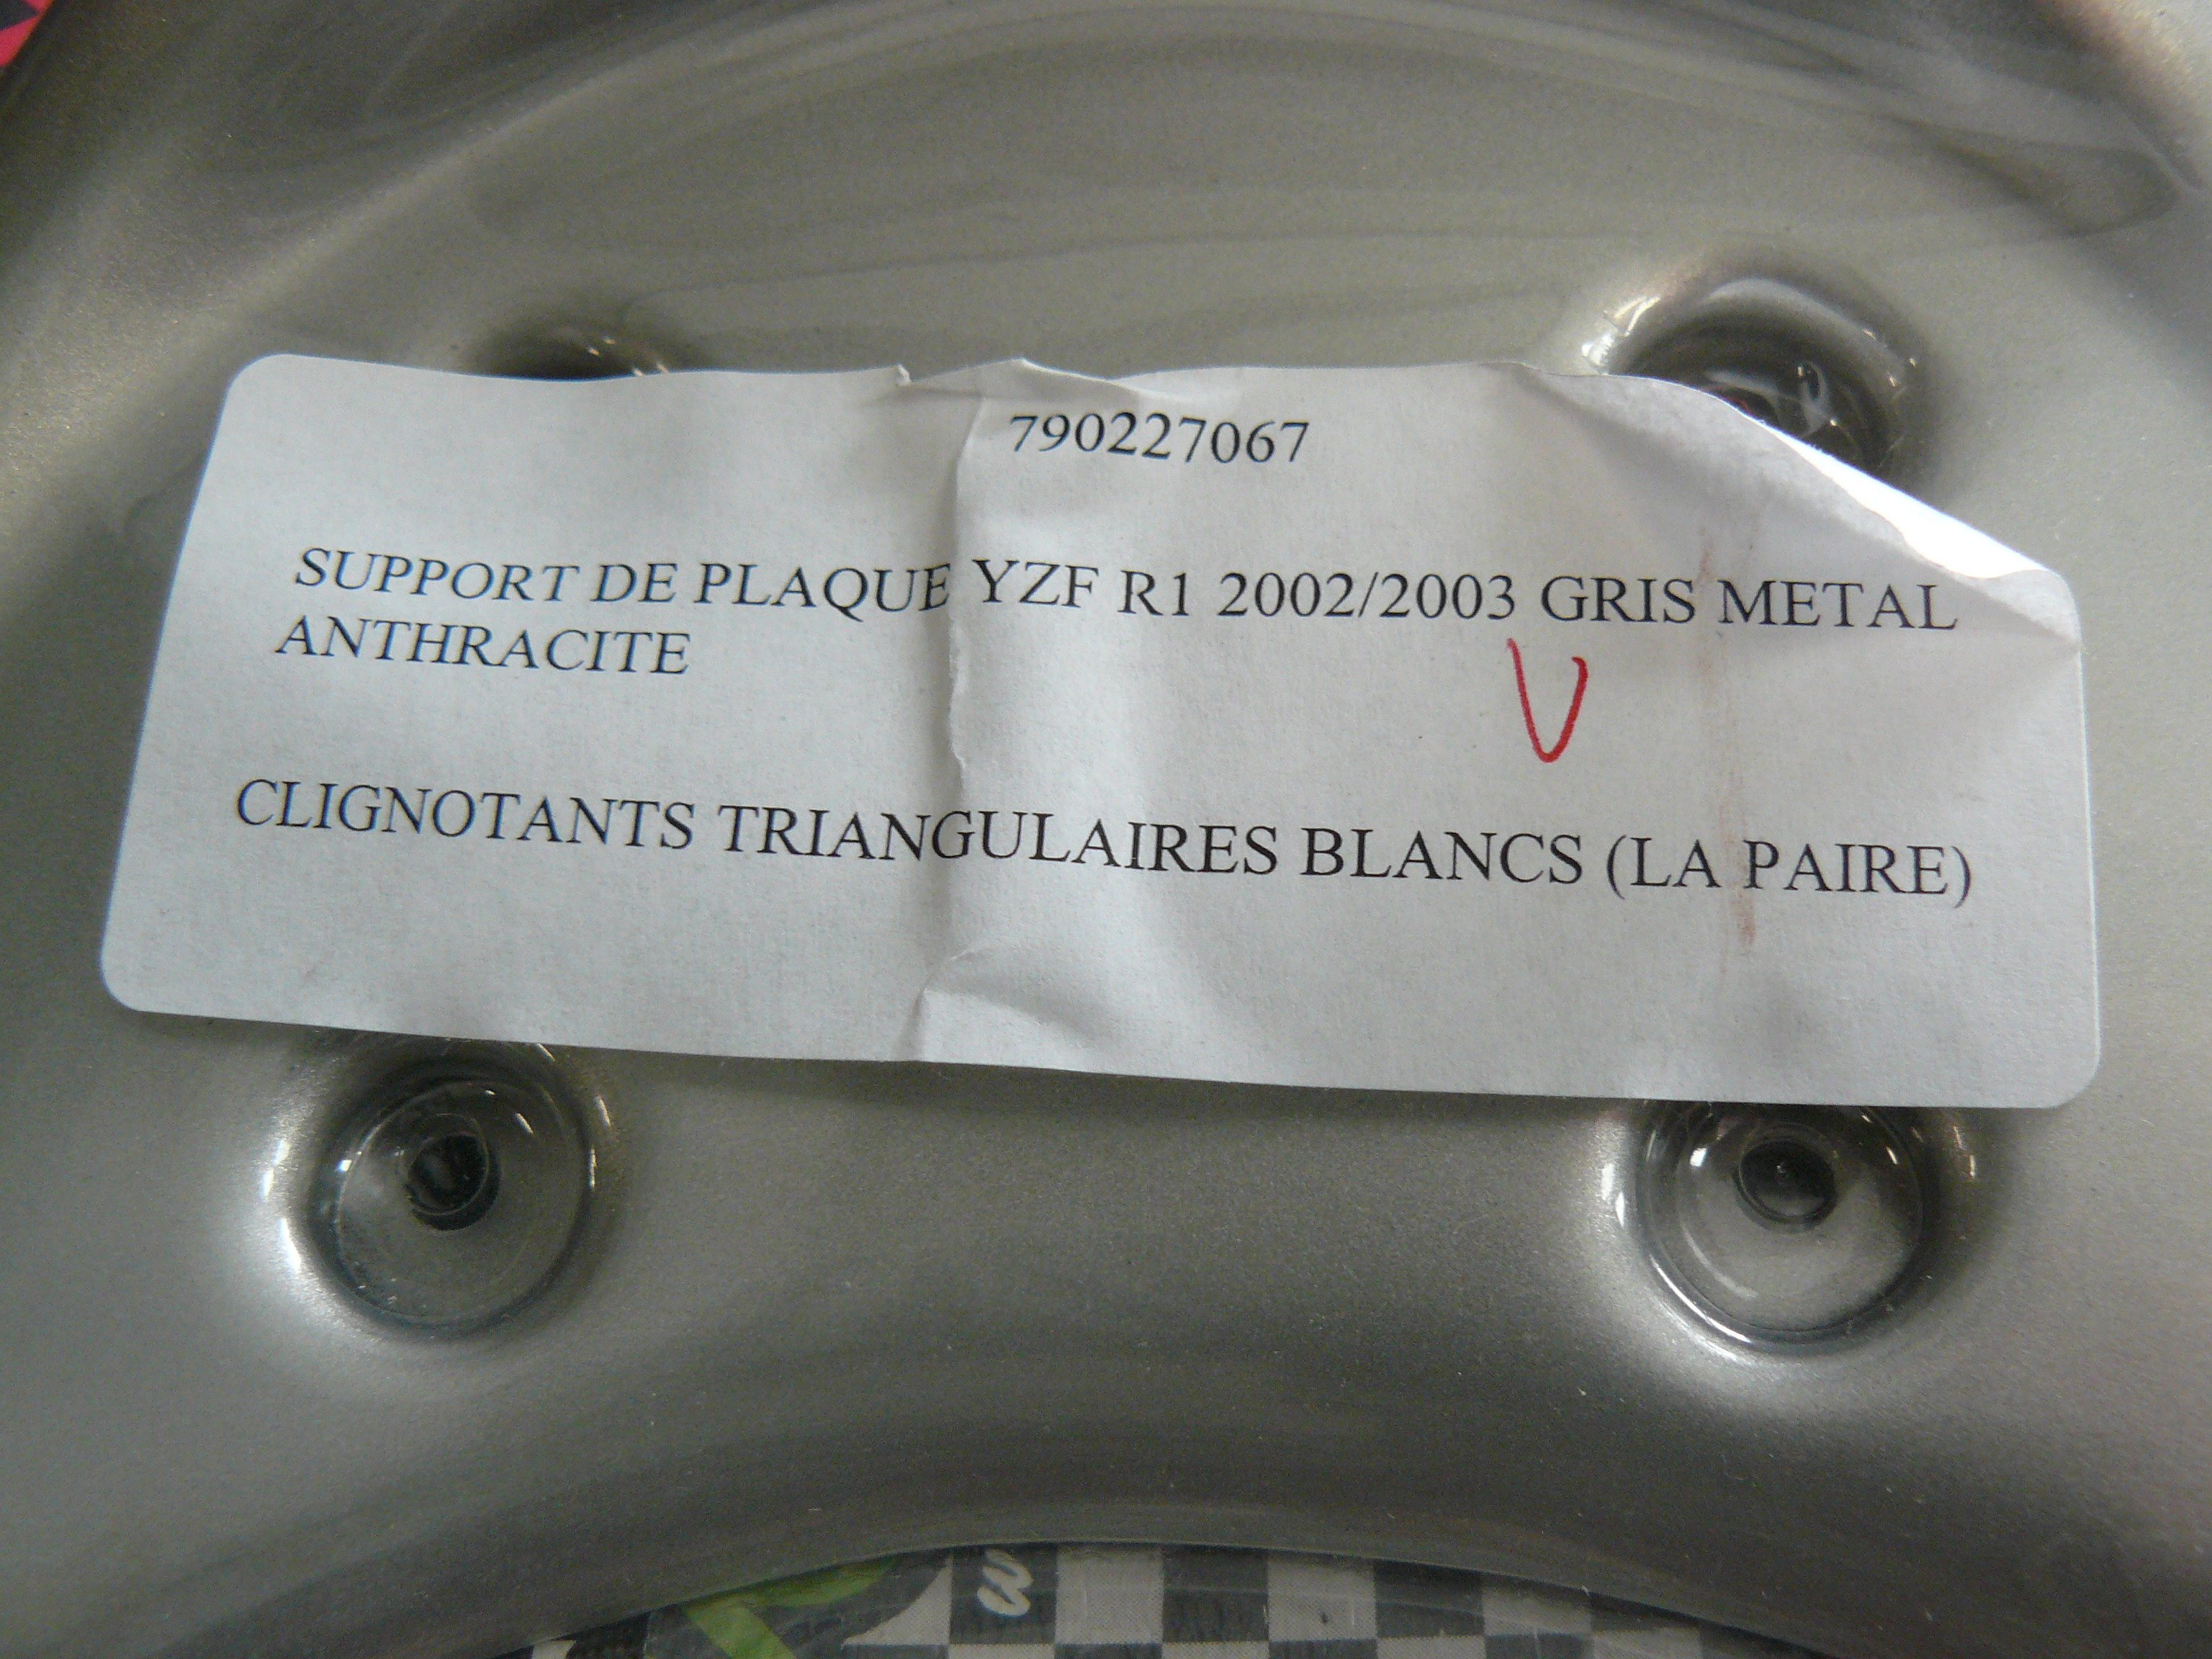 790227067
SUPPORT DE PLAQUE YZF R1 2002/2003 GRIS METAL
ANTHRACITE
V
CLIGNOTANTS TRIANGULAIRES BLANCS (LA PAIRE)